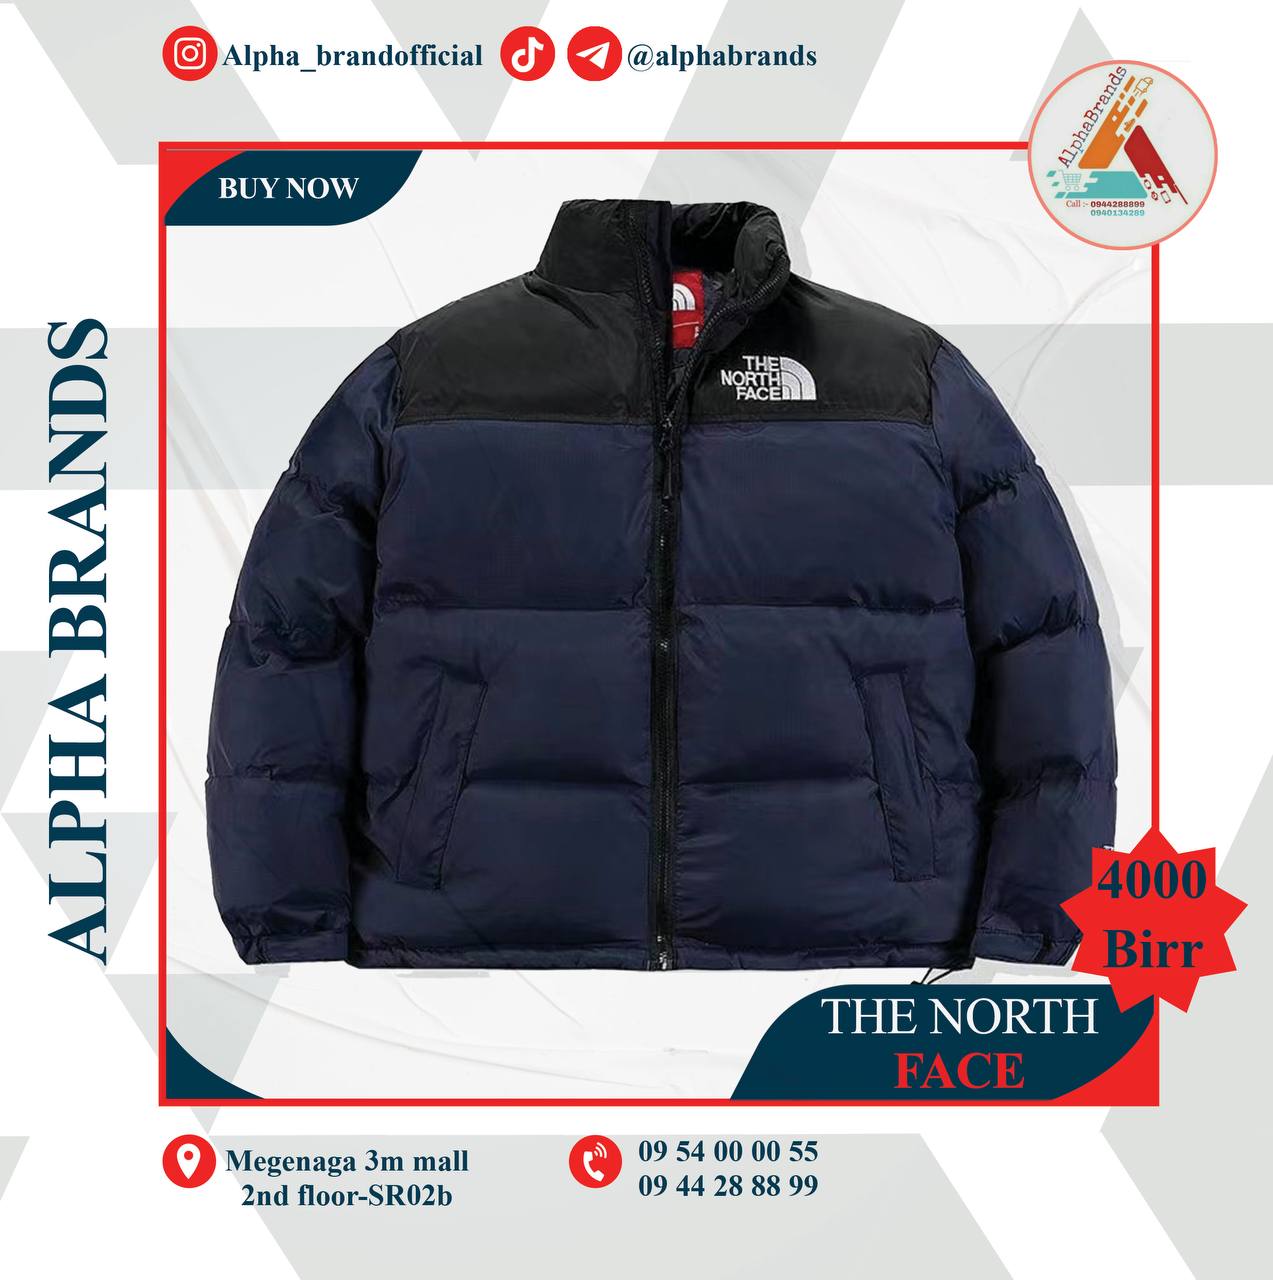 Alpha_brandofficial
@alphabrands
AlphaBrands
Call :- 0944288899
0940134289
BUY NOW
ALPHA BRANDS
THE
NORTH
FACE
4000
Birr
THE NORTH
FACE
Megenaga 3m mall
2nd floor-SR02b
09 54 00 00 55
09 44 28 88 99